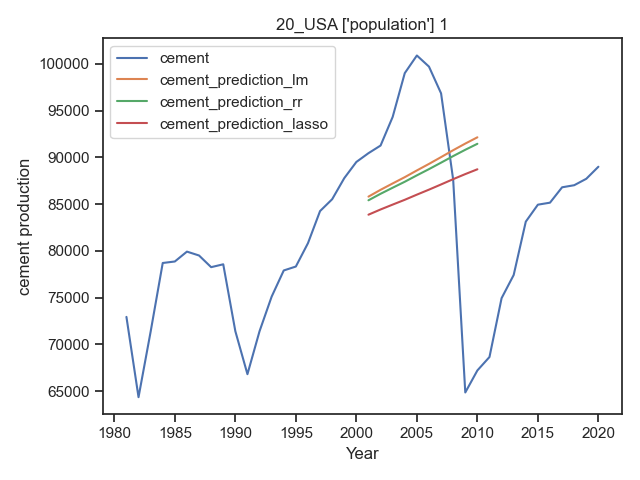 20_USA ['population'] 1
cement
cement_prediction_lm
cement_prediction_rr
cement_prediction_lasso
cement production
100000
95000
90000
85000
80000
75000
70000
65000
1980 1985 1990 1995 2000 2005 2010 2015 2020
Year